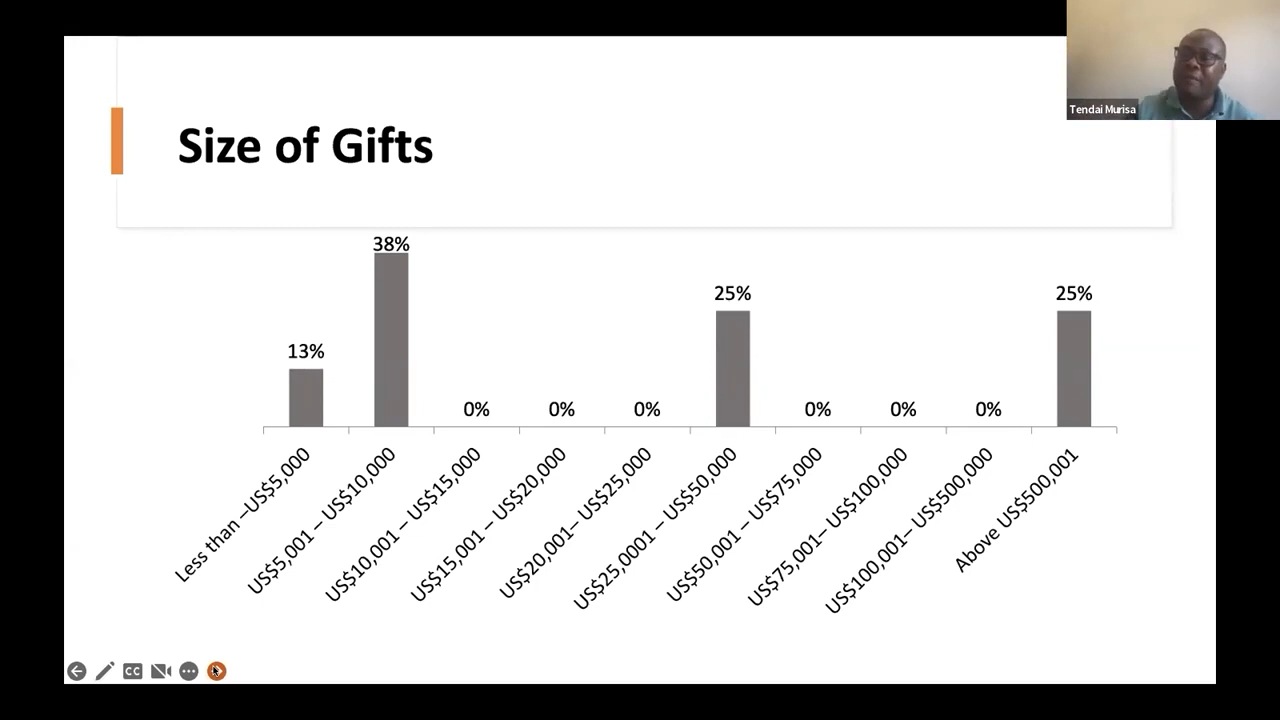 Tendai Murisa
Size of Gifts
38%
25%
25%
13%
0%
0%
0%
0%
0%
0%
Less than –US$5,000
US$5,001 – US$10,000
US$10,001 – US$15,000
US$15,001 – US$20,000
US$20,001– US$25,000
US$25,0001 – US$50,000
US$50,001 – US$75,000
US$75,001– US$100,000
US$100,001– US$500,000
Above US$500,001
CC